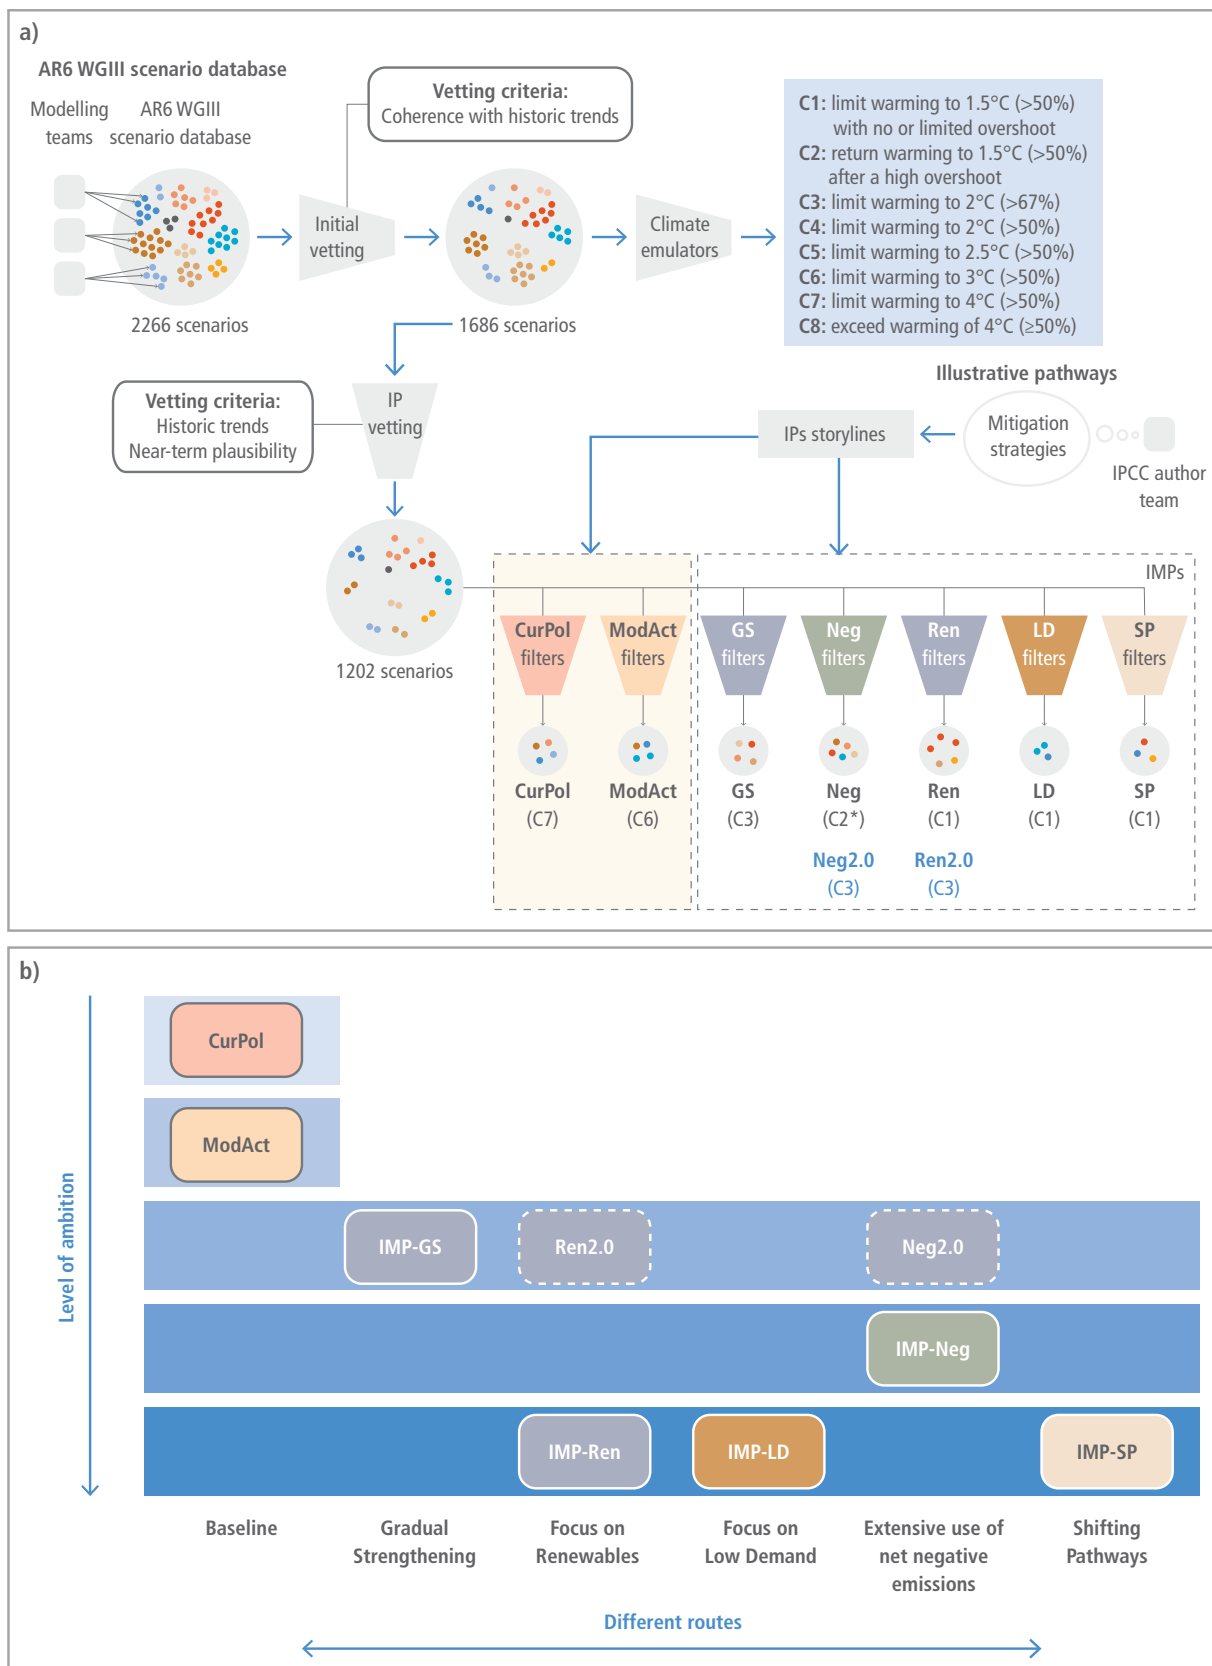 a)
AR6 WGIII scenario database
Modelling
teams
AR6 WGIII
scenario database
2266 scenarios
Initial
vetting
Vetting criteria:
Coherence with historic trends
1686 scenarios
Climate
emulators
C1: limit warming to 1.5°C (>50%)
with no or limited overshoot
C2: return warming to 1.5°C (>50%)
after a high overshoot
C3: limit warming to 2°C (>67%)
C4: limit warming to 2°C (>50%)
C5: limit warming to 2.5°C (>50%)
C6: limit warming to 3°C (>50%)
C7: limit warming to 4°C (>50%)
C8: exceed warming of 4°C (≥50%)
Vetting criteria:
Historic trends
Near-term plausibility
IP
vetting
1202 scenarios
Illustrative pathways
IPs storylines
Mitigation
strategies
IPCC author
team
IMPs
CurPol
filters
ModAct
filters
GS
filters
Neg
filters
Ren
filters
LD
filters
SP
filters
CurPol
(C7)
ModAct
(C6)
GS
(C3)
Neg
(C2*)
Ren
(C1)
LD
(C1)
SP
(C1)
Neg2.0
(C3)
Ren2.0
(C3)
b)
Level of ambition
CurPol
ModAct
IMP-GS
Ren2.0
Neg2.0
IMP-Neg
IMP-Ren
IMP-LD
IMP-SP
Baseline
Gradual
Strengthening
Focus on
Renewables
Focus on
Low Demand
Extensive use of
net negative
emissions
Shifting
Pathways
Different routes